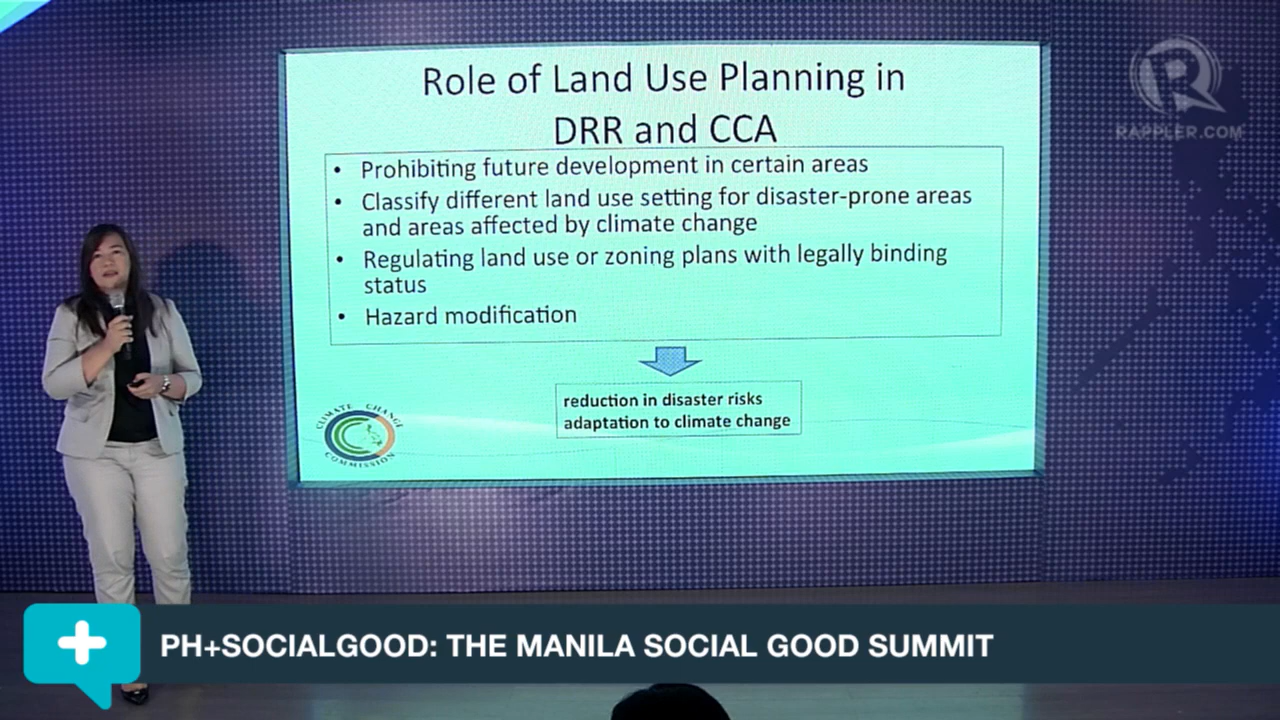 Role of Land Use Planning in
DRR and CCA
• Prohibiting future development in certain areas
• Classify different land use setting for disaster-prone areas
and areas affected by climate change
• Regulating land use or zoning plans with legally binding
status
• Hazard modification
reduction in disaster risks
adaptation to climate change
CLIMATE CHANGE
COMMISSION
R
RAPPLER.COM
PH+SOCIALGOOD: THE MANILA SOCIAL GOOD SUMMIT